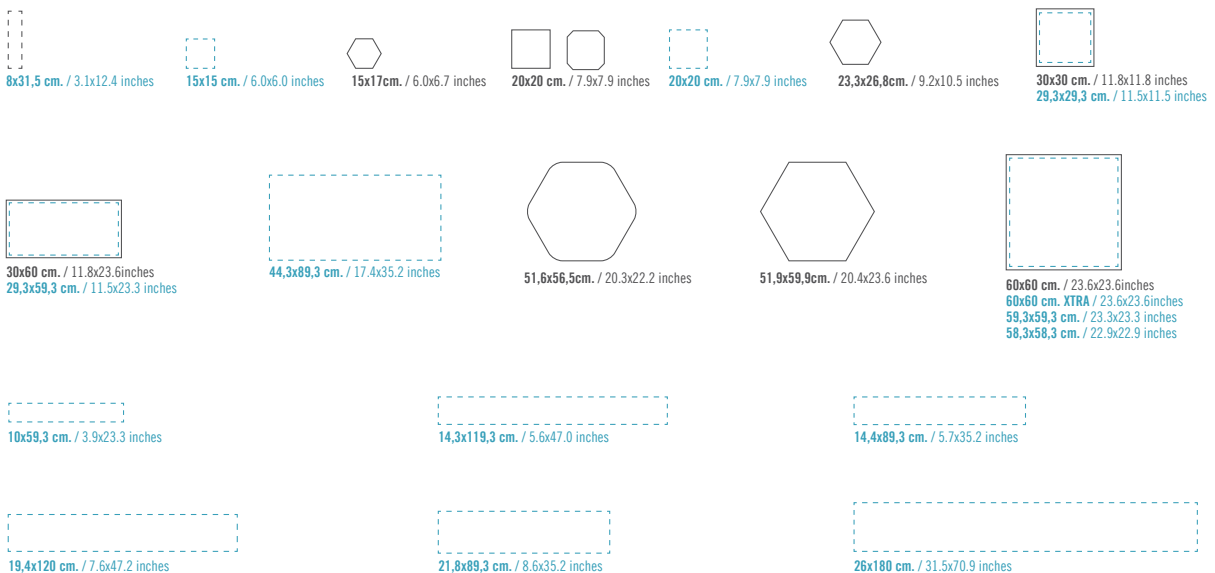 8x31,5 cm. / 3.1x12.4 inches
15x15 cm. / 6.0x6.0 inches
15x17cm. / 6.0x6.7 inches
20x20 cm. / 7.9x7.9 inches
20x20 cm. / 7.9x7.9 inches
23,3x26,8cm. / 9.2x10.5 inches
30x30 cm. / 11.8x11.8 inches
29,3x29,3 cm. / 11.5x11.5 inches
30x60 cm. / 11.8x23.6inches
29,3x59,3 cm. / 11.5x23.3 inches
44,3x89,3 cm. / 17.4x35.2 inches
51,6x56,5cm. / 20.3x22.2 inches
51,9x59,9cm. / 20.4x23.6 inches
60x60 cm. / 23.6x23.6inches
60x60 cm. XTRA / 23.6x23.6inches
59,3x59,3 cm. / 23.3x23.3 inches
58,3x58,3 cm. / 22.9x22.9 inches
10x59,3 cm. / 3.9x23.3 inches
14,3x119,3 cm. / 5.6x47.0 inches
14,4x89,3 cm. / 5.7x35.2 inches
19,4x120 cm. / 7.6x47.2 inches
21,8x89,3 cm. / 8.6x35.2 inches
26x180 cm. / 31.5x70.9 inches